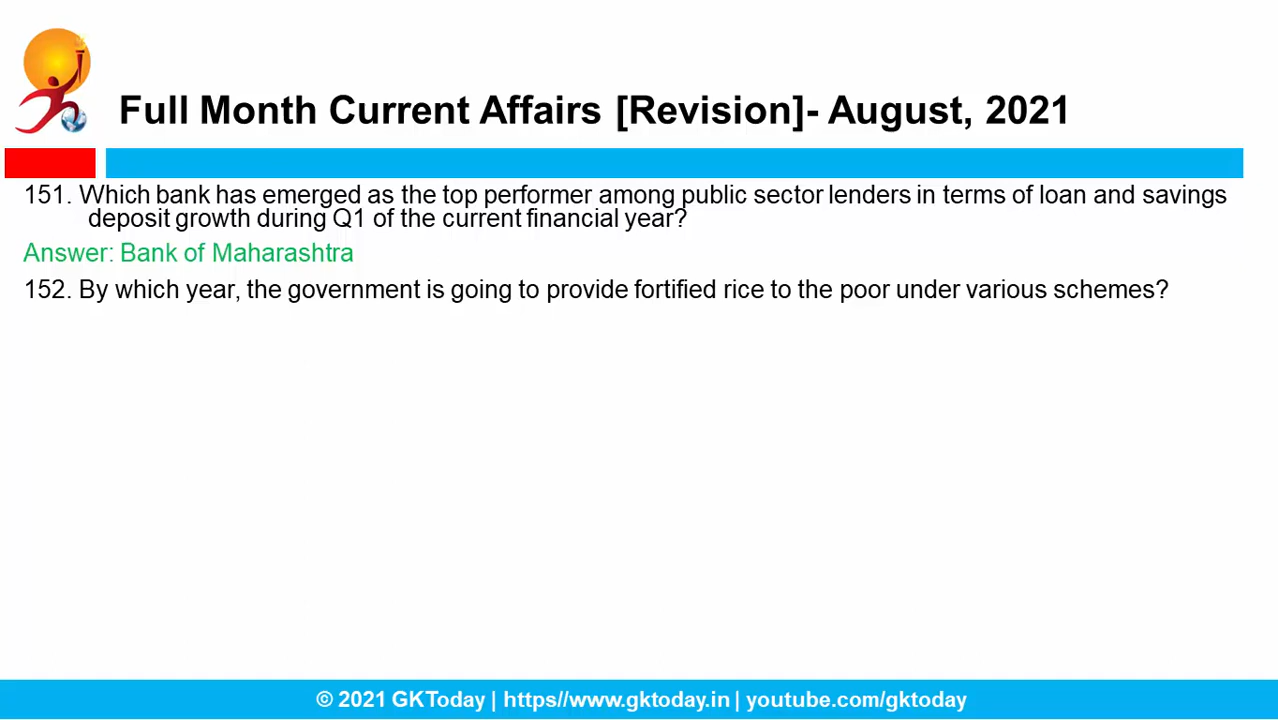 Full Month Current Affairs [Revision]- August, 2021
151. Which bank has emerged as the top performer among public sector lenders in terms of loan and savings
deposit growth during Q1 of the current financial year?
Answer: Bank of Maharashtra
152. By which year, the government is going to provide fortified rice to the poor under various schemes?
© 2021 GKToday | https//www.gktoday.in | youtube.com/gktoday